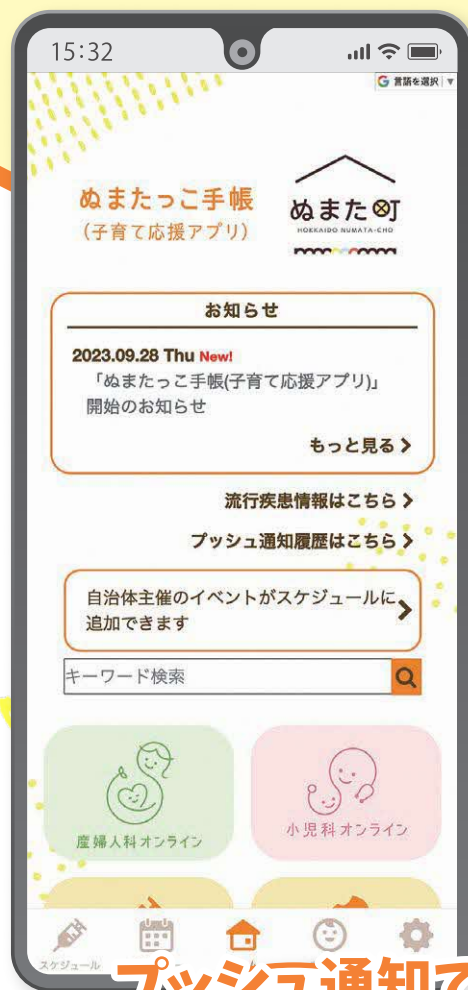 15:32
G 言語を選択 ▼
ぬまたっこ手帳
(子育て応援アプリ)
ぬまた町
HOKKAIDO NUMATA-CHO
お知らせ
2023.09.28 Thu New!
「ぬまたっこ手帳(子育て応援アプリ)」
開始のお知らせ
もっと見る
流行疾患情報はこちら
プッシュ通知履歴はこちら
自治体主催のイベントがスケジュールに
追加できます
キーワード検索
産婦人科オンライン
小児科オンライン
スケジュール
プッシュ通知で